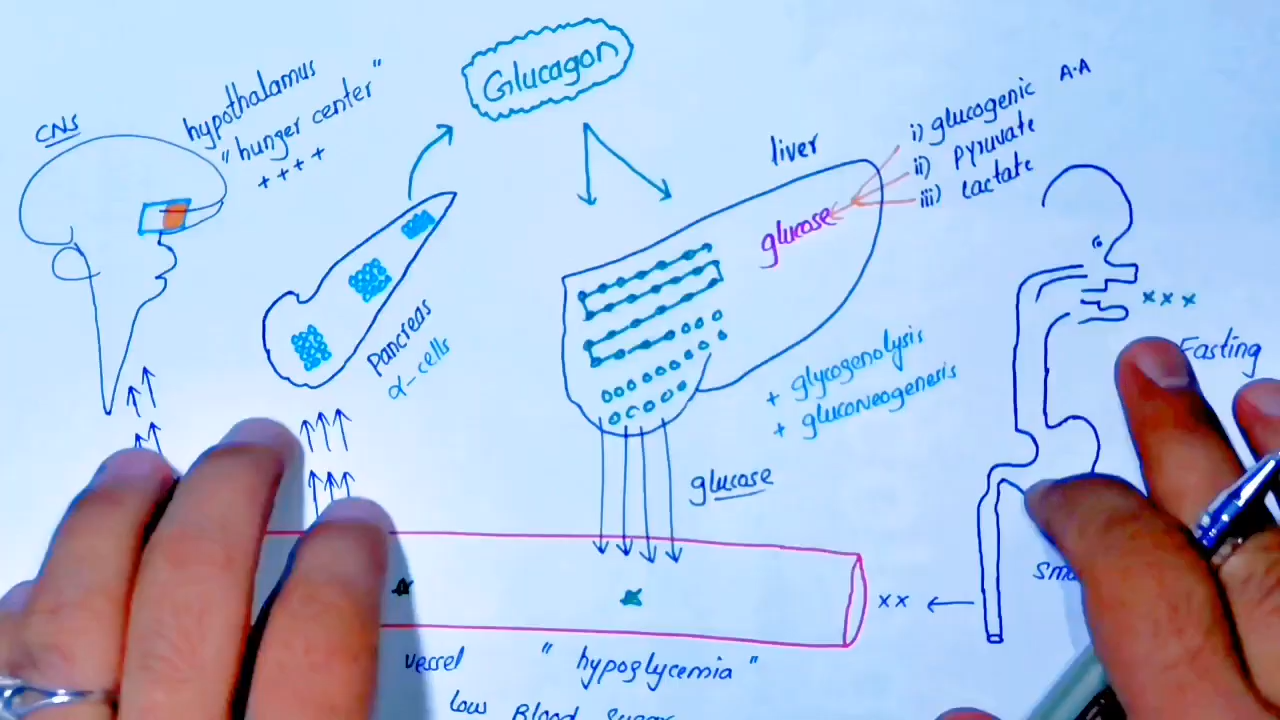 Glucagon
CNS
hypothalamus
"hunger center"
++++
Pancreas
α-cells
liver
glucose
i) glucogenic A.A
ii) Pyruvate
iii) Lactate
+ glycogenolysis
+ gluconeogenesis
glucose
xxx
Fasting
xx
vessel "hypoglycemia"
Low Blood